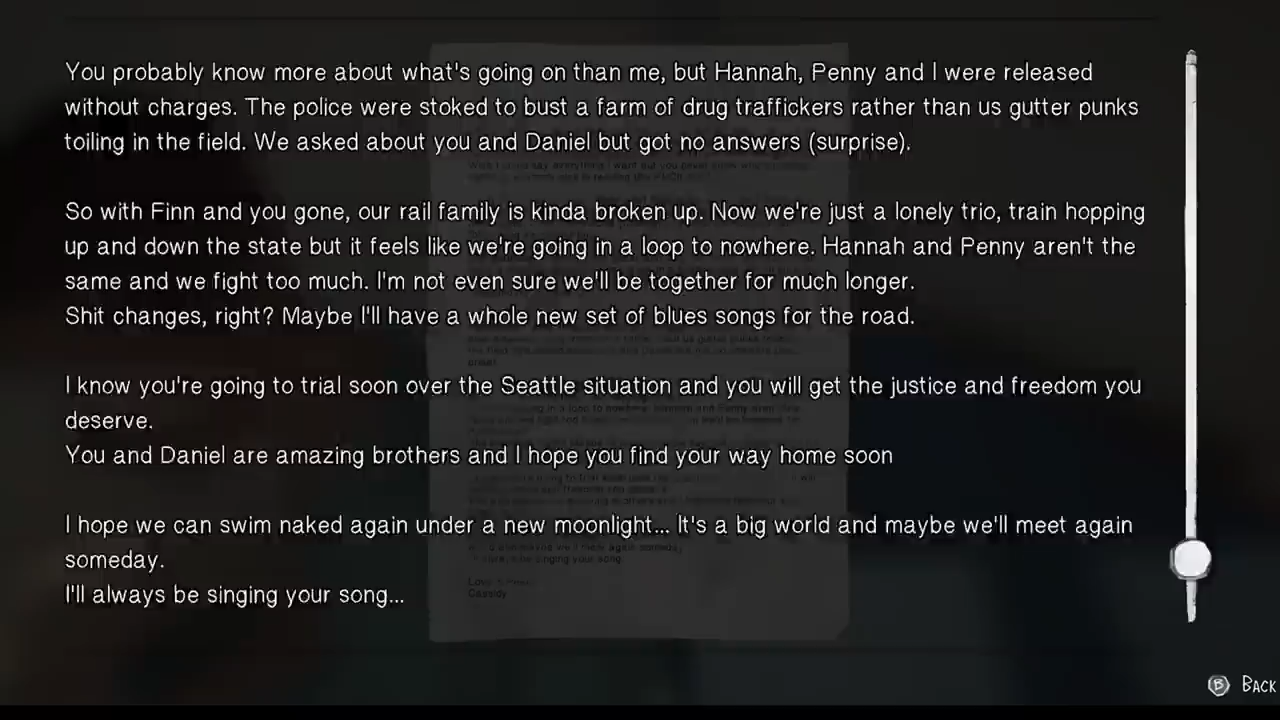 You probably know more about what's going on than me, but Hannah, Penny and I were released
without charges. The police were stoked to bust a farm of drug traffickers rather than us gutter punks
toiling in the field. We asked about you and Daniel but got no answers (surprise).
So with Finn and you gone, our rail family is kinda broken up. Now we're just a lonely trio, train hopping
up and down the state but it feels like we're going in a loop to nowhere. Hannah and Penny aren't the
same and we fight too much. I'm not even sure we'll be together for much longer.
Shit changes, right? Maybe I'll have a whole new set of blues songs for the road.
I know you're going to trial soon over the Seattle situation and you will get the justice and freedom you
deserve.
You and Daniel are amazing brothers and I hope you find your way home soon
I hope we can swim naked again under a new moonlight... It's a big world and maybe we'll meet again
someday.
I'll always be singing your song...
Cassidy
B BACK